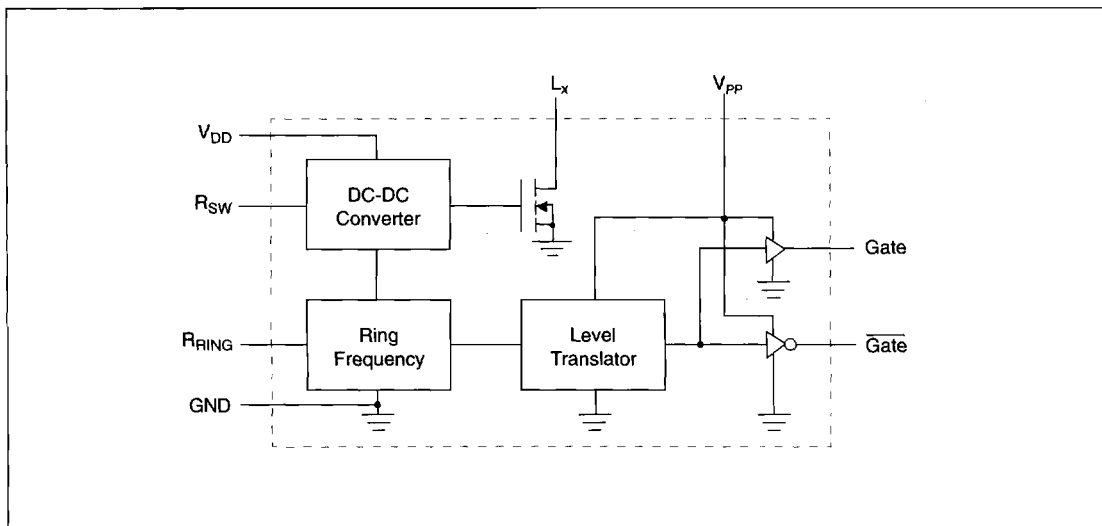 Lx
VPP
VDD
DC-DC
Converter
RSW
Gate
Ring
Frequency
Level
Translator
RRING
Gate
GND